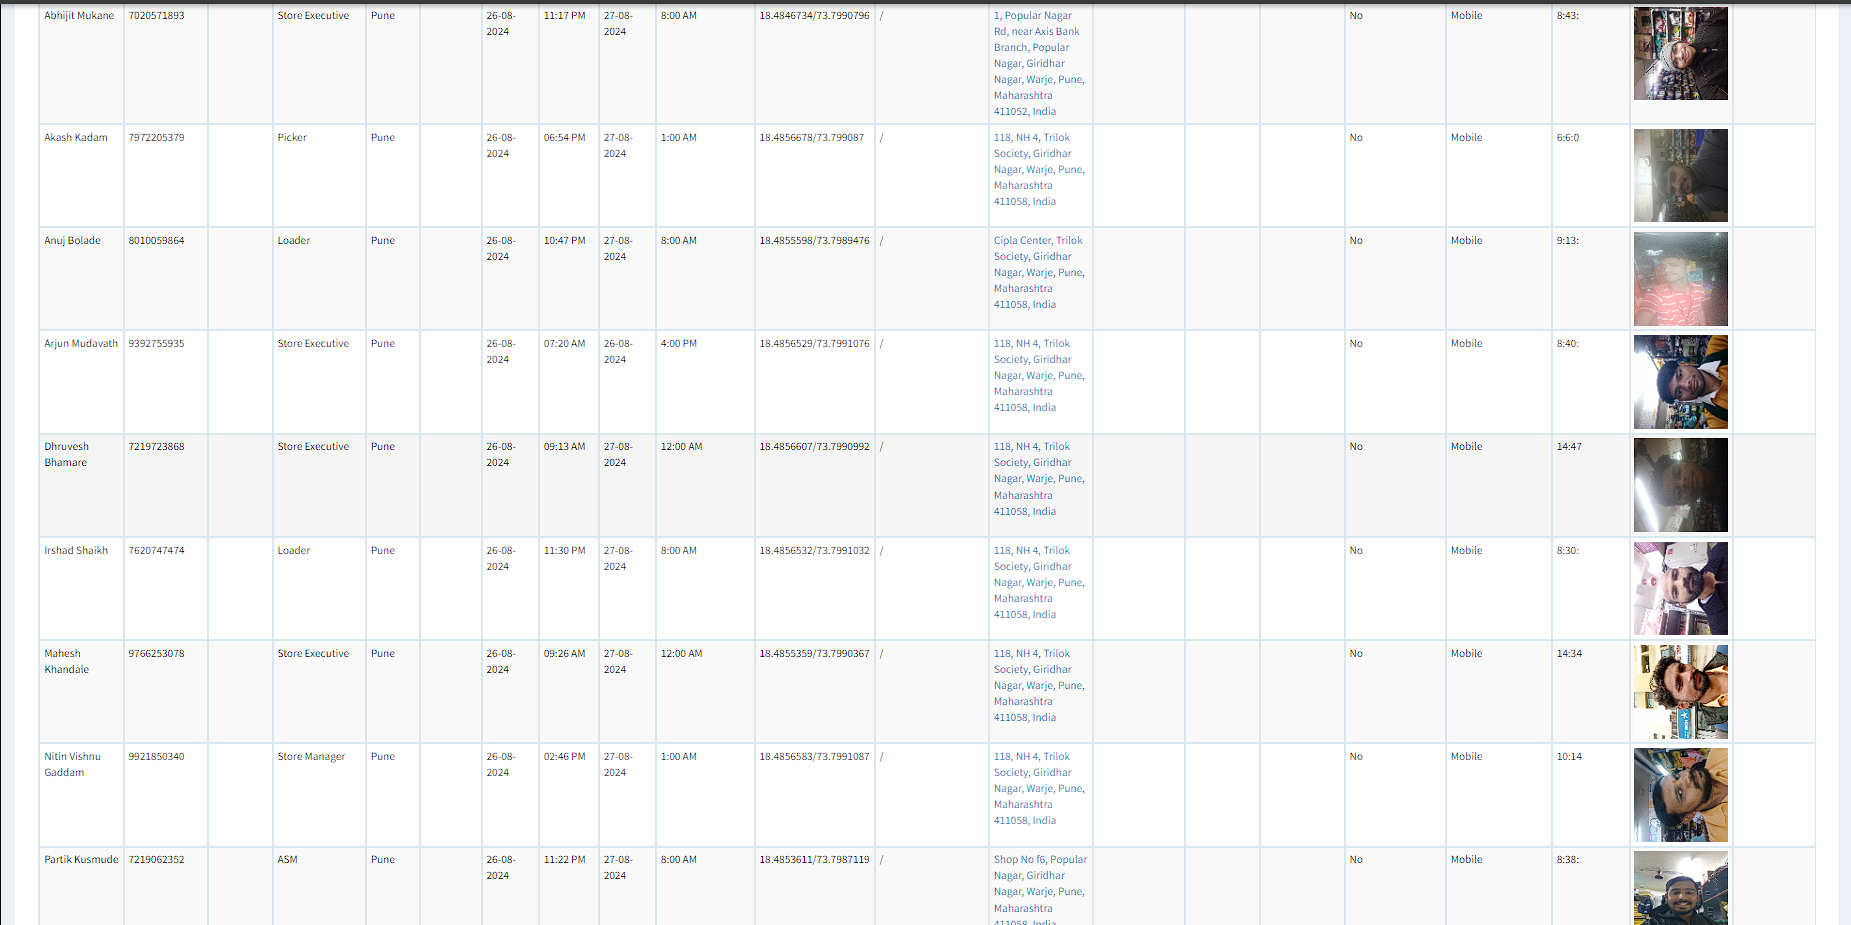 Abhijit Mukane 7020571893 Store Executive Pune 26-08- 11:17 PM 27-08- 8:00 AM 18.4846734/73.7990796 / 1, Popular Nagar No Mobile 8:43:
2024 2024 Rd, near Axis Bank
Branch, Popular
Nagar, Giridhar
Nagar, Warje, Pune,
Maharashtra
411052, India
Akash Kadam 7972205379 Picker Pune 26-08- 06:54 PM 27-08- 1:00 AM 18.4856678/73.799087 / 118, NH 4, Trilok No Mobile 6:6:0
2024 2024 Society, Giridhar
Nagar, Warje, Pune,
Maharashtra
411058, India
Anuj Bolade 8010059864 Loader Pune 26-08- 10:47 PM 27-08- 8:00 AM 18.4855598/73.7989476 / Cipla Center, Trilok No Mobile 9:13:
2024 2024 Society, Giridhar
Nagar, Warje, Pune,
Maharashtra
411058, India
Arjun Mudavath 9392755935 Store Executive Pune 26-08- 07:20 AM 26-08- 4:00 PM 18.4856529/73.7991076 / 118, NH 4, Trilok No Mobile 8:40:
2024 2024 Society, Giridhar
Nagar, Warje, Pune,
Maharashtra
411058, India
Dhruvesh 7219723868 Store Executive Pune 26-08- 09:13 AM 27-08- 12:00 AM 18.4856607/73.7990992 / 118, NH 4, Trilok No Mobile 14:47
Bhamare 2024 2024 Society, Giridhar
Nagar, Warje, Pune,
Maharashtra
411058, India
Irshad Shaikh 7620747474 Loader Pune 26-08- 11:30 PM 27-08- 8:00 AM 18.4856532/73.7991032 / 118, NH 4, Trilok No Mobile 8:30:
2024 2024 Society, Giridhar
Nagar, Warje, Pune,
Maharashtra
411058, India
Mahesh 9766253078 Store Executive Pune 26-08- 09:26 AM 27-08- 12:00 AM 18.4855359/73.7990367 / 118, NH 4, Trilok No Mobile 14:34
Khandale 2024 2024 Society, Giridhar
Nagar, Warje, Pune,
Maharashtra
411058, India
Nitin Vishnu 9921850340 Store Manager Pune 26-08- 02:46 PM 27-08- 1:00 AM 18.4856583/73.7991087 / 118, NH 4, Trilok No Mobile 10:14
Gaddam 2024 2024 Society, Giridhar
Nagar, Warje, Pune,
Maharashtra
411058, India
Partik Kusmude 7219062352 ASM Pune 26-08- 11:22 PM 27-08- 8:00 AM 18.4853611/73.7987119 / Shop No f6, Popular No Mobile 8:38:
2024 2024 Nagar, Giridhar
Nagar, Warje, Pune,
Maharashtra
411058, India